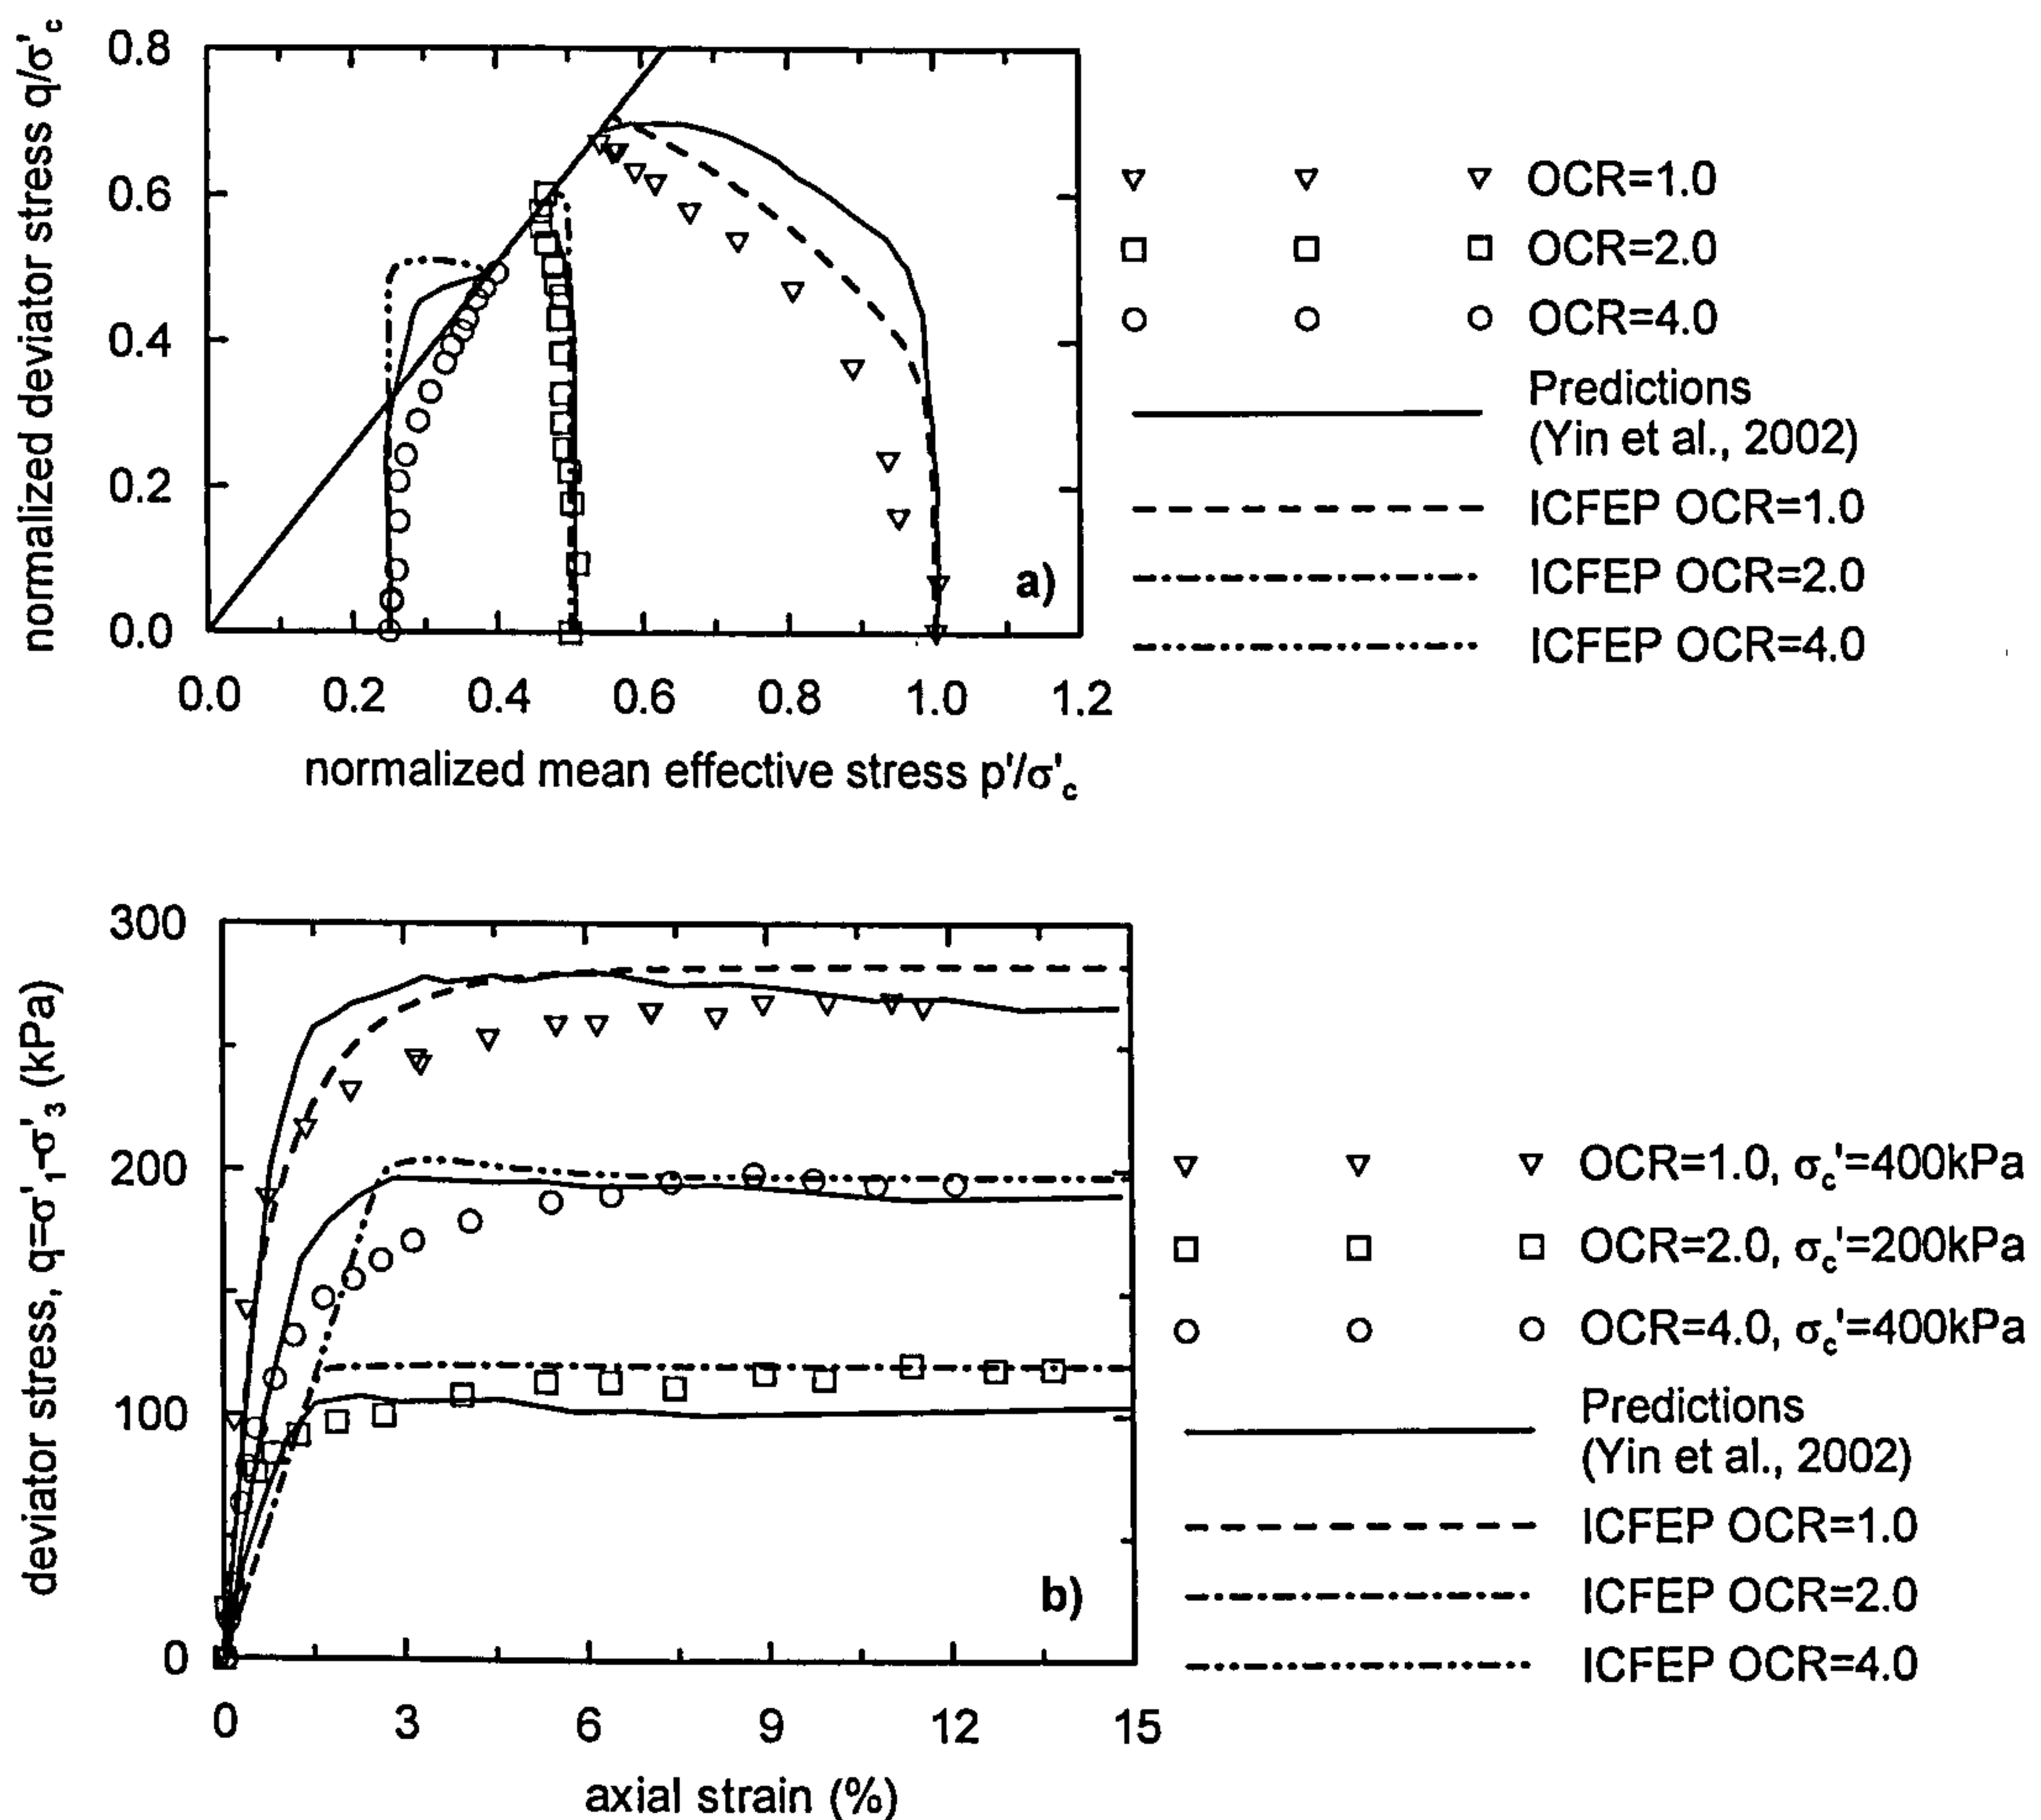 normalized deviator stress q/σ'c
0.8
0.6
0.4
0.2
0.0
0.0 0.2 0.4 0.6 0.8 1.0 1.2
normalized mean effective stress p'/σ'c
a)
OCR=1.0
OCR=2.0
OCR=4.0
Predictions
(Yin et al., 2002)
ICFEP OCR=1.0
ICFEP OCR=2.0
ICFEP OCR=4.0
deviator stress, q=σ'1-σ'3 (kPa)
300
200
100
0
0 3 6 9 12 15
axial strain (%)
b)
OCR=1.0, σc'=400kPa
OCR=2.0, σc'=200kPa
OCR=4.0, σc'=400kPa
Predictions
(Yin et al., 2002)
ICFEP OCR=1.0
ICFEP OCR=2.0
ICFEP OCR=4.0